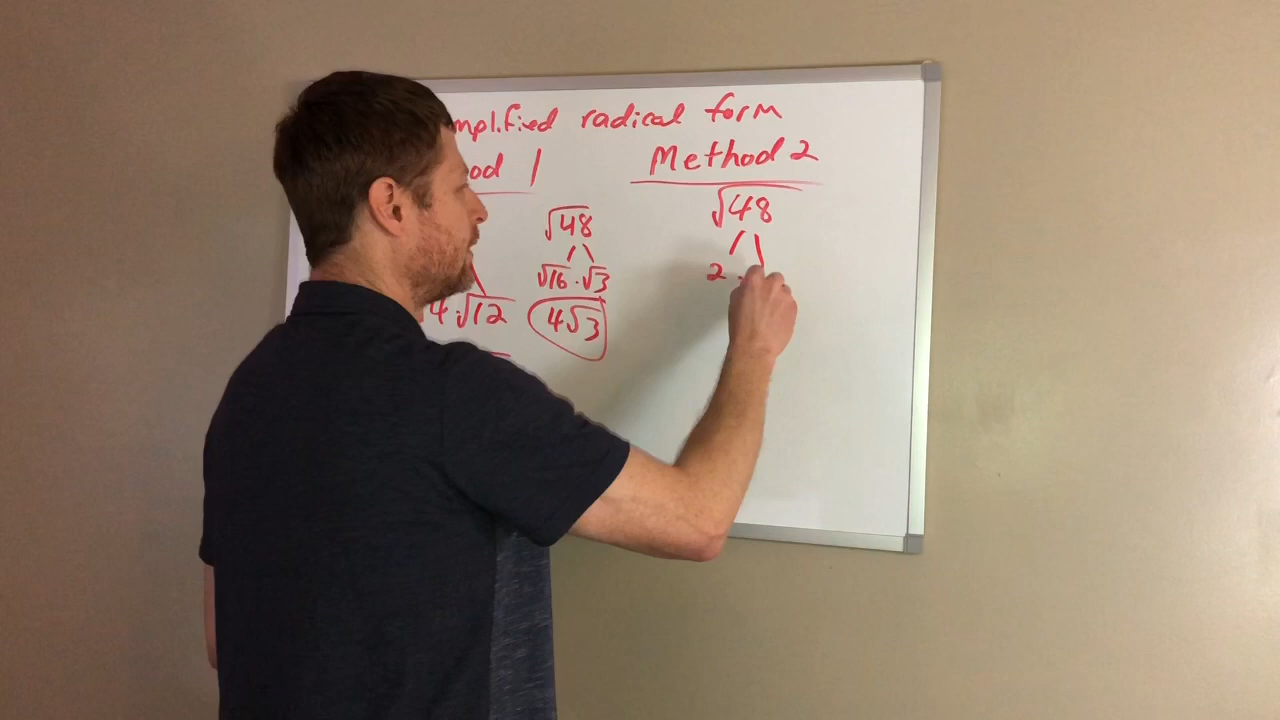 mplified radical form
od 1 Method 2
√48 √48
√16 · √3 2 ·
4 · √12 4√3